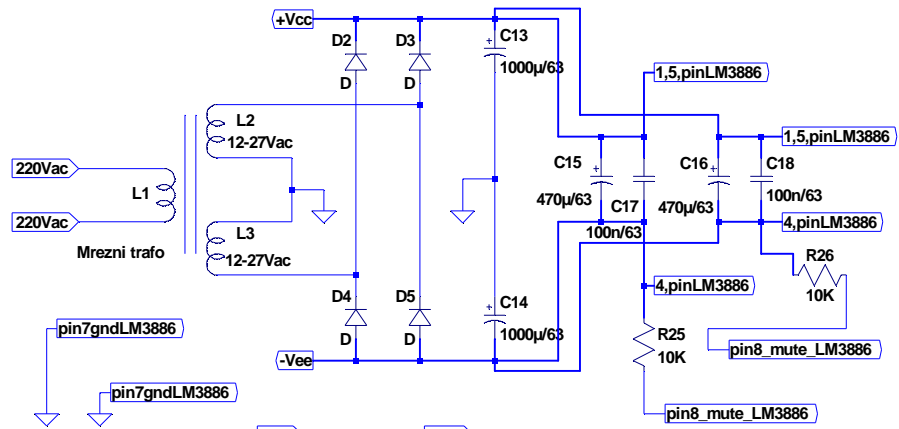 +Vcc
D2
D3
C13
D
D
1000µ/63
1,5,pinLM3886
L2
12-27Vac
1,5,pinLM3886
220Vac
L1
C15
C16
C18
470µ/63
C17
470µ/63
100n/63
220Vac
L3
100n/63
4,pinLM3886
Mrezni trafo
12-27Vac
R26
D4
D5
C14
4,pinLM3886
10K
pin7gndLM3886
D
D
1000µ/63
R25
pin8_mute_LM3886
-Vee
10K
pin7gndLM3886
pin8_mute_LM3886